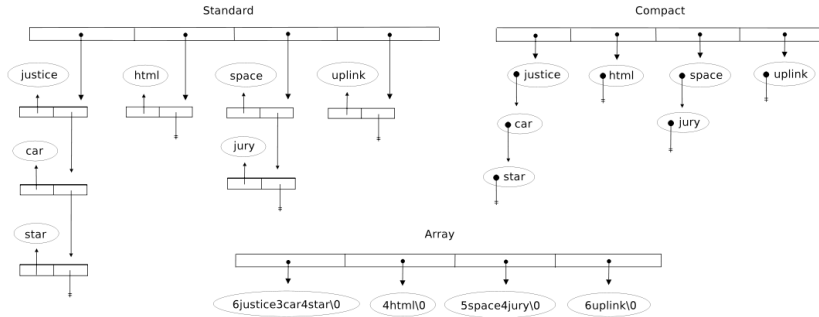 Standard
justice
html
space
uplink
car
jury
star
Compact
justice
html
space
uplink
car
jury
star
Array
6justice3car4star\0
4html\0
5space4jury\0
6uplink\0